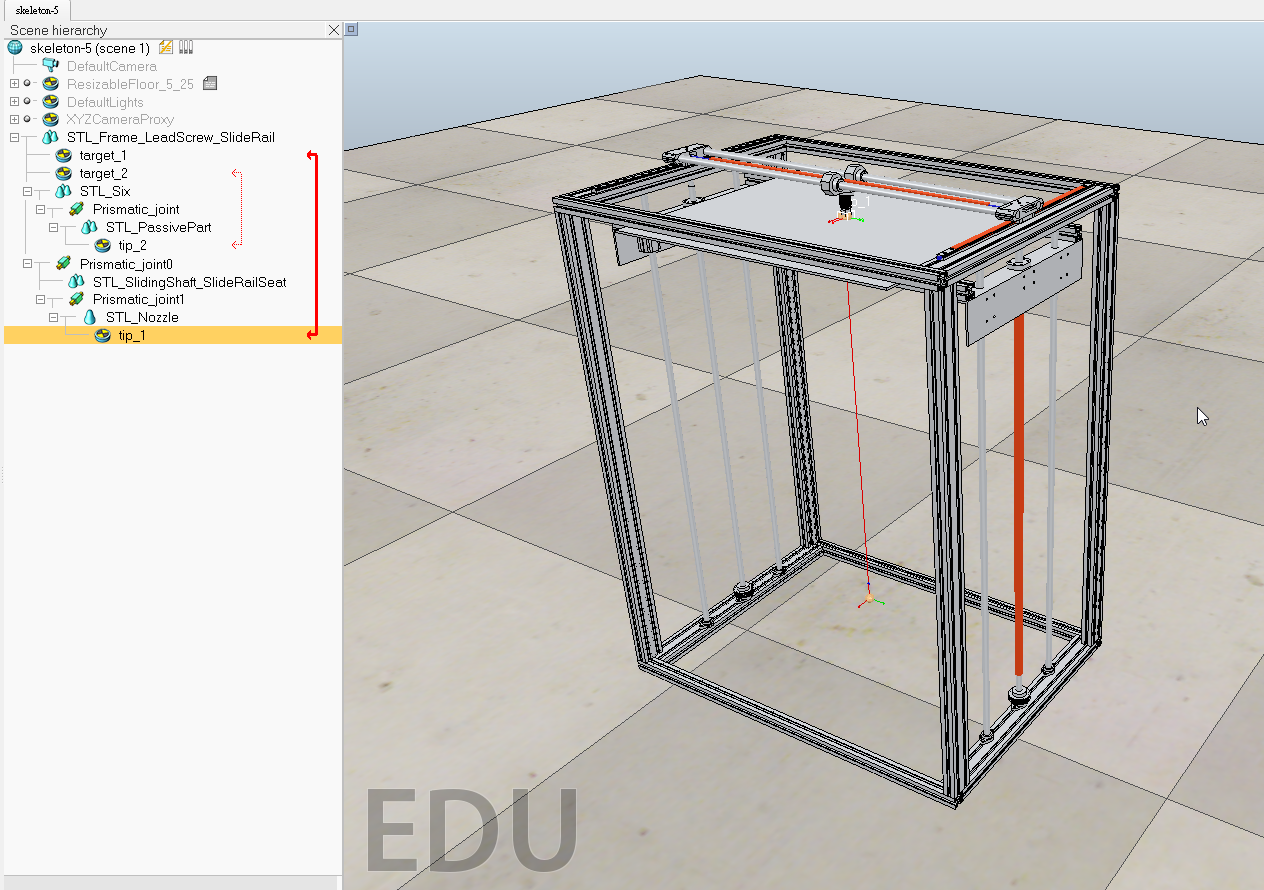 skeleton-5
Scene hierarchy
skeleton-5 (scene 1)
DefaultCamera
ResizableFloor_5_25
DefaultLights
XYZCameraProxy
STL_Frame_LeadScrew_SlideRail
target_1
target_2
STL_Six
Prismatic_joint
STL_PassivePart
tip_2
Prismatic_joint0
STL_SlidingShaft_SlideRailSeat
Prismatic_joint1
STL_Nozzle
tip_1
EDU